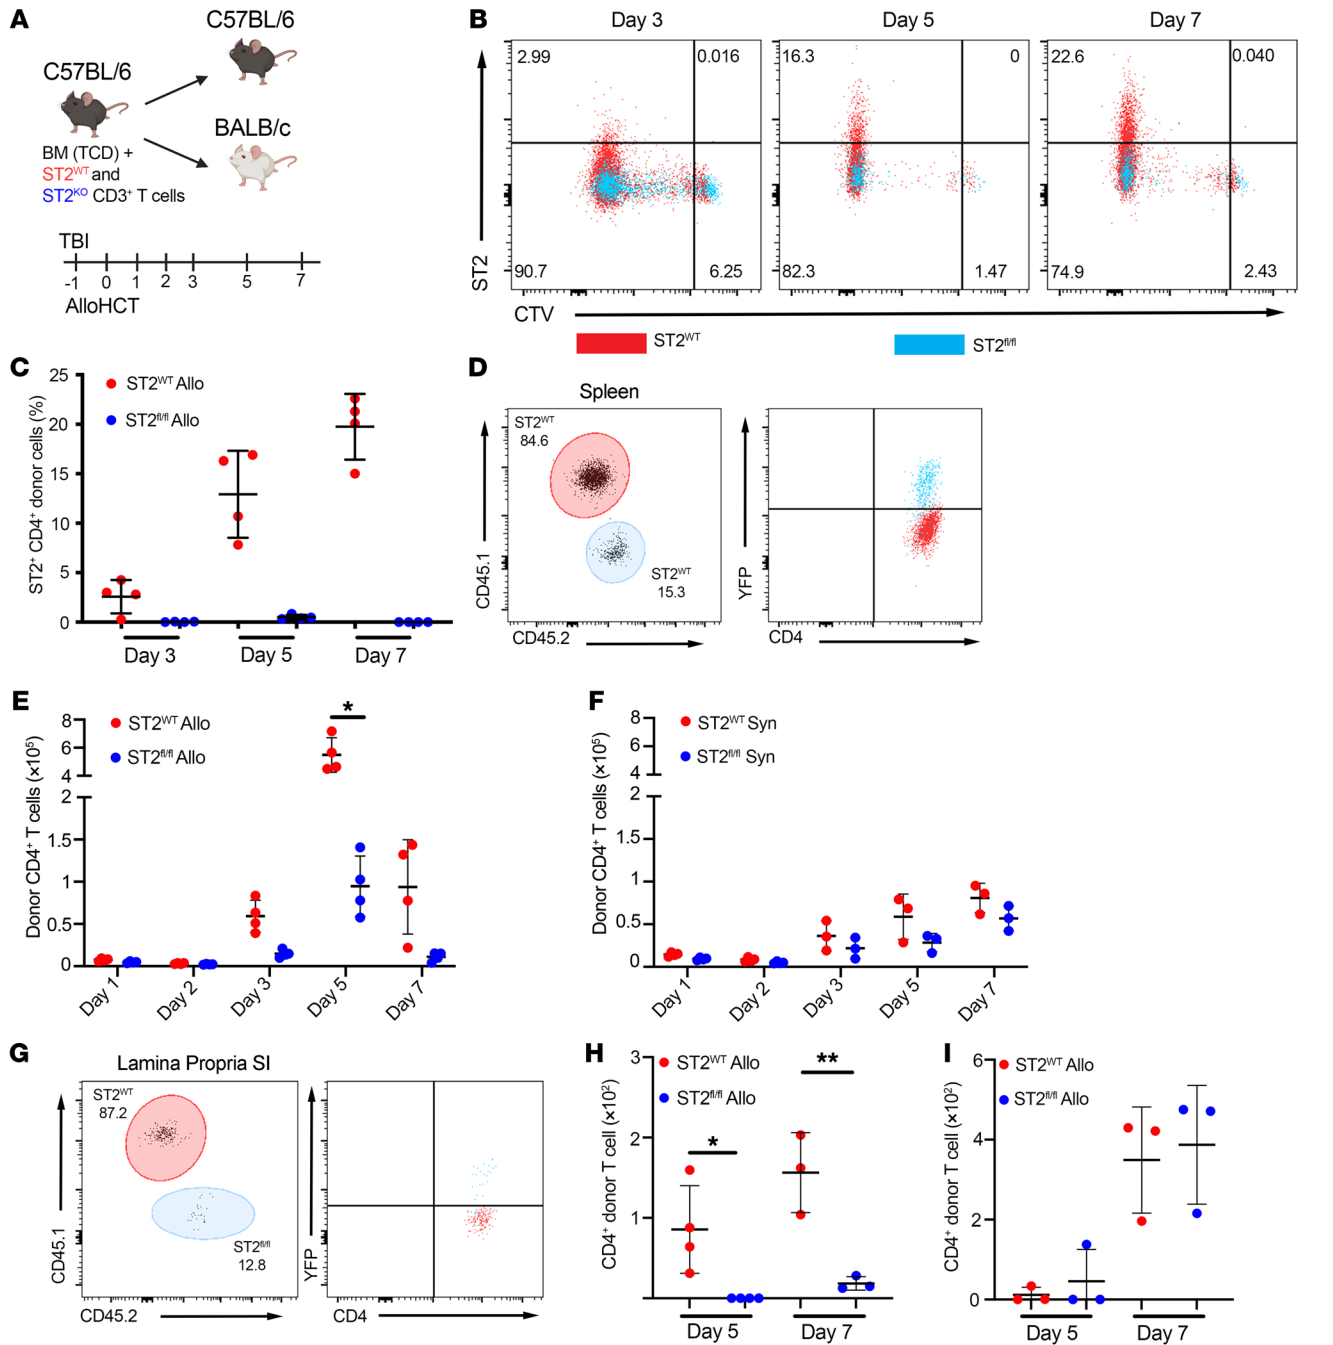 A
C57BL/6
C57BL/6
BALB/c
BM (TCD) +
ST2WT and
ST2KO CD3+ T cells
TBI
-1 0 1 2 3 5 7
AlloHCT
B
Day 3 Day 5 Day 7
2.99 0.016 16.3 0 22.6 0.040
90.7 6.25 82.3 1.47 74.9 2.43
ST2
CTV
ST2WT ST2fl/fl
C
ST2+ CD4+ donor cells (%)
25
20
15
10
5
0
ST2WT Allo
ST2fl/fl Allo
Day 3 Day 5 Day 7
D
Spleen
ST2WT
84.6
ST2WT
15.3
CD45.1
CD45.2
YFP
CD4
E
Donor CD4+ T cells (×10⁵)
8
6
4
2
1.5
1
0.5
0
ST2WT Allo
ST2fl/fl Allo
*
Day 1 Day 2 Day 3 Day 5 Day 7
F
Donor CD4+ T cells (×10⁵)
8
6
4
2
1.5
1
0.5
0
ST2WT Syn
ST2fl/fl Syn
Day 1 Day 2 Day 3 Day 5 Day 7
G
Lamina Propria SI
ST2WT
87.2
ST2fl/fl
12.8
CD45.1
CD45.2
YFP
CD4
H
CD4+ donor T cell (×10²)
3
2
1
ST2WT Allo
ST2fl/fl Allo
*
**
Day 5 Day 7
I
CD4+ donor T cell (×10²)
6
4
2
0
ST2WT Allo
ST2fl/fl Allo
Day 5 Day 7